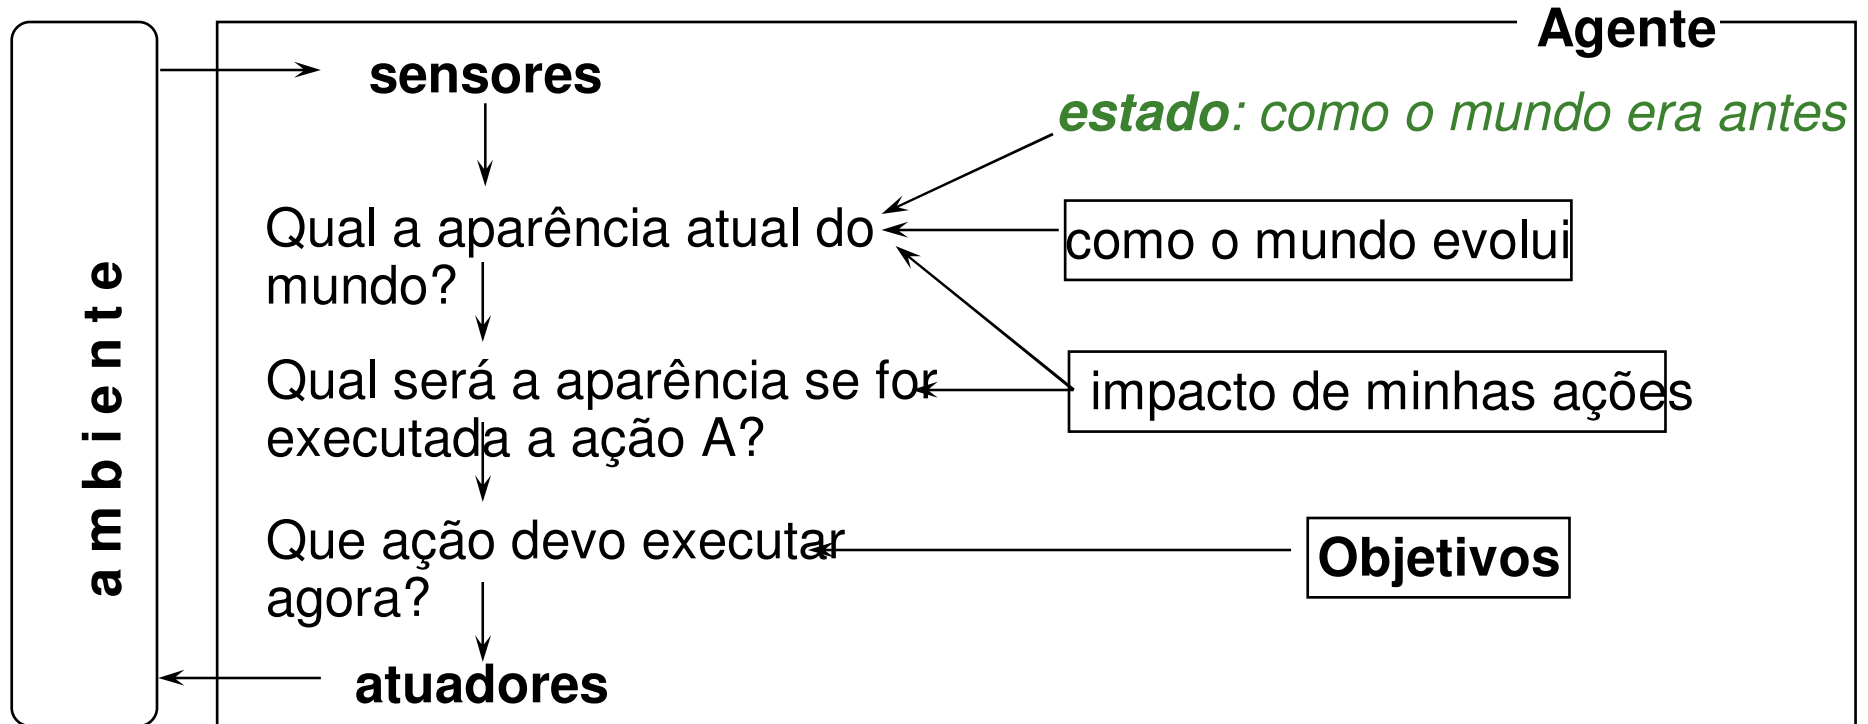 Agente
sensores
estado: como o mundo era antes
Qual a aparência atual do
mundo?
como o mundo evolui
Qual será a aparência se for
executada a ação A?
impacto de minhas ações
Que ação devo executar
agora?
Objetivos
atuadores
ambiente